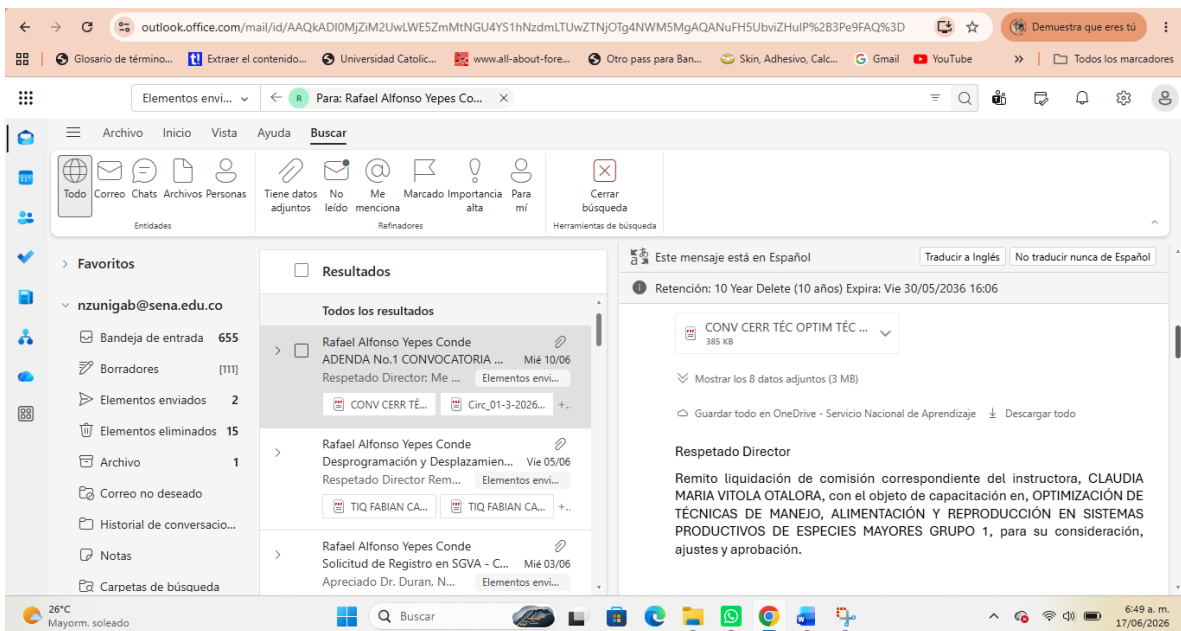 outlook.office.com/mail/id/AAQkADI0MjZiM2UwLWE5ZmMtNGU4YS1hNzdmLTUwZTNjOTg4NWM5MgAQANuFH5UbviZHuIP%2B3Pe9FAQ%3D
Demuestra que eres tú
Glosario de término... Extraer el contenido... Universidad Catolic... www.all-about-fore... Otro pass para Ban... Skin, Adhesivo, Calc... Gmail YouTube » Todos los marcadores
Elementos envi... R Para: Rafael Alfonso Yepes Co...
Archivo Inicio Vista Ayuda Buscar
Todo Correo Chats Archivos Personas
Entidades
Tiene datos adjuntos No leído Me menciona Marcado Importancia alta Para mí
Refinadores
Cerrar búsqueda
Herramientas de búsqueda
Favoritos
nzunigab@sena.edu.co
Bandeja de entrada 655
Borradores [111]
Elementos enviados 2
Elementos eliminados 15
Archivo 1
Correo no deseado
Historial de conversacio...
Notas
Carpetas de búsqueda
Resultados
Todos los resultados
Rafael Alfonso Yepes Conde
ADENDA No.1 CONVOCATORIA ... Mié 10/06
Respetado Director: Me ... Elementos envi...
CONV CERR TÉ... Circ_01-3-2026... +..
Rafael Alfonso Yepes Conde
Desprogramación y Desplazamien... Vie 05/06
Respetado Director Rem... Elementos envi...
TIQ FABIAN CA... TIQ FABIAN CA... +..
Rafael Alfonso Yepes Conde
Solicitud de Registro en SGVA - C... Mié 03/06
Apreciado Dr. Duran, N... Elementos envi...
Este mensaje está en Español Traducir a Inglés No traducir nunca de Español
Retención: 10 Year Delete (10 años) Expira: Vie 30/05/2036 16:06
CONV CERR TÉC OPTIM TÉC ...
385 KB
Mostrar los 8 datos adjuntos (3 MB)
Guardar todo en OneDrive - Servicio Nacional de Aprendizaje Descargar todo
Respetado Director
Remito liquidación de comisión correspondiente del instructora, CLAUDIA
MARIA VITOLA OTALORA, con el objeto de capacitación en, OPTIMIZACIÓN DE
TÉCNICAS DE MANEJO, ALIMENTACIÓN Y REPRODUCCIÓN EN SISTEMAS
PRODUCTIVOS DE ESPECIES MAYORES GRUPO 1, para su consideración,
ajustes y aprobación.
26°C
Mayorm. soleado
Buscar
6:49 a. m.
17/06/2026